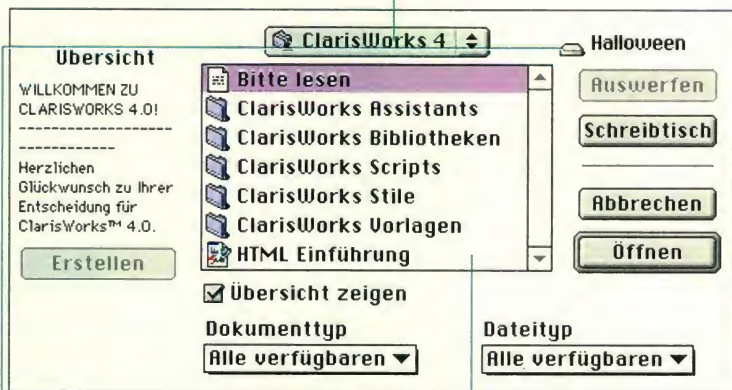 ClarisWorks 4
Halloween
Übersicht
WILLKOMMEN ZU
CLARISWORKS 4.0!
--------------------
------------
Herzlichen
Glückwunsch zu Ihrer
Entscheidung für
ClarisWorks™ 4.0.
Erstellen
Bitte lesen
ClarisWorks Assistants
ClarisWorks Bibliotheken
ClarisWorks Scripts
ClarisWorks Stile
ClarisWorks Vorlagen
HTML Einführung
Auswerfen
Schreibtisch
Abbrechen
Öffnen
Übersicht zeigen
Dokumenttyp
Alle verfügbaren
Dateityp
Alle verfügbaren